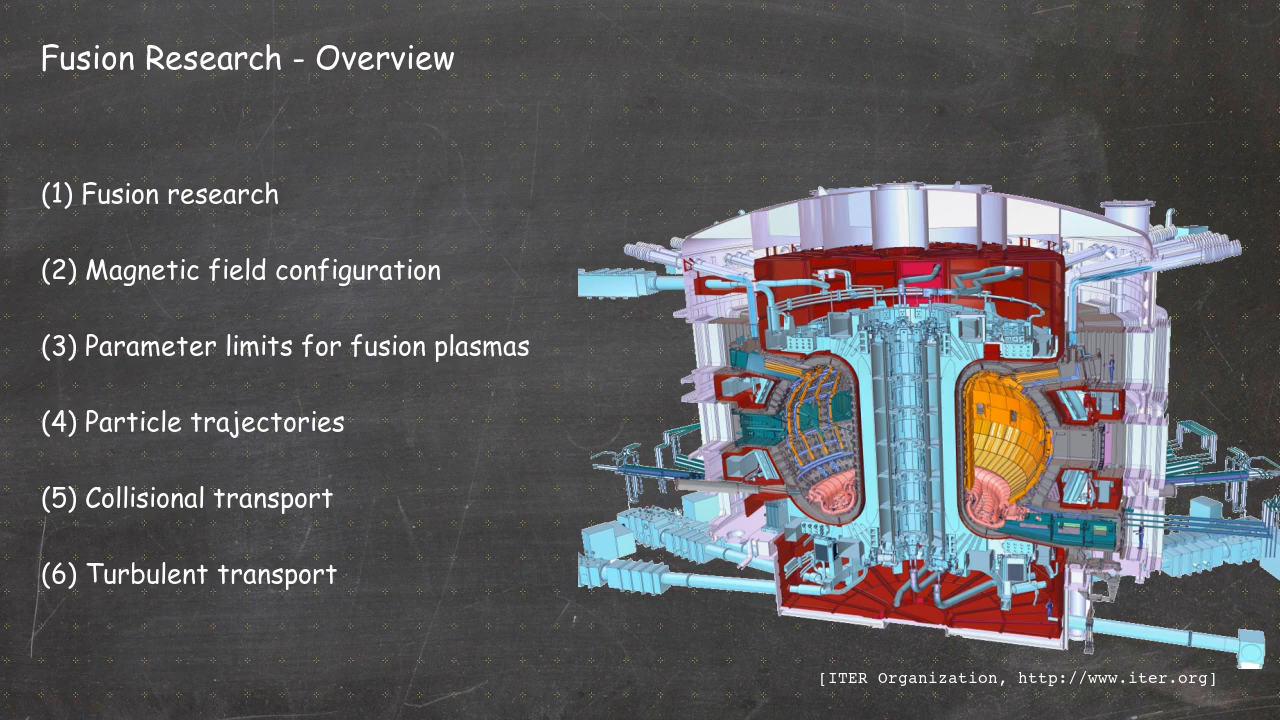 Fusion Research - Overview
(1) Fusion research
(2) Magnetic field configuration
(3) Parameter limits for fusion plasmas
(4) Particle trajectories
(5) Collisional transport
(6) Turbulent transport
[ITER Organization, http://www.iter.org]